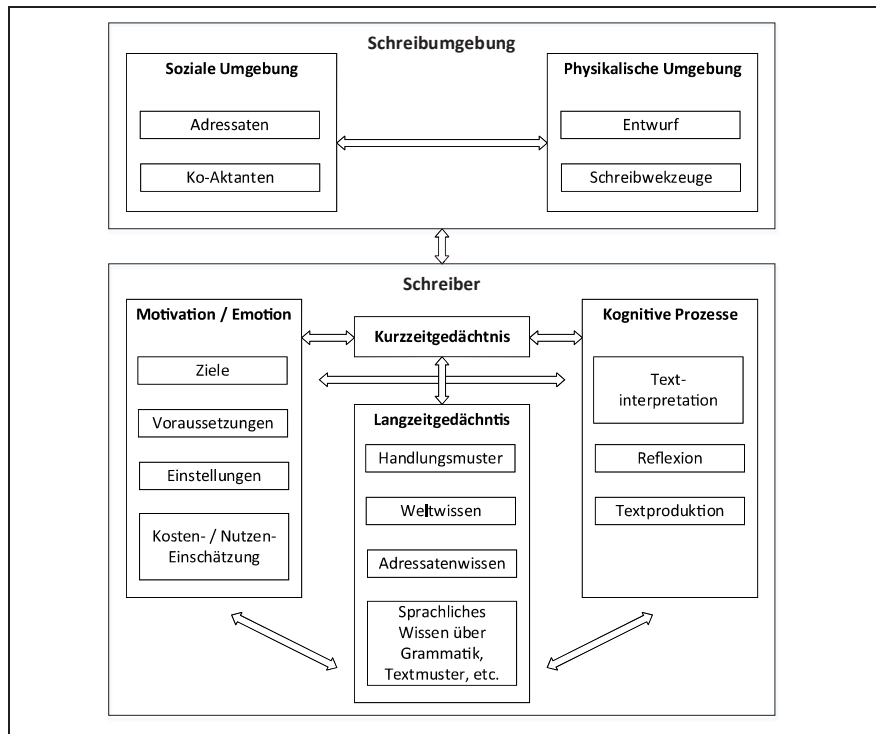 Schreibumgebung
Soziale Umgebung
Adressaten
Ko-Aktanten
Physikalische Umgebung
Entwurf
Schreibwekzeuge
Schreiber
Motivation / Emotion
Ziele
Voraussetzungen
Einstellungen
Kosten- / Nutzen-
Einschätzung
Kurzzeitgedächtnis
Langzeitgedächntis
Handlungsmuster
Weltwissen
Adressatenwissen
Sprachliches
Wissen über
Grammatik,
Textmuster, etc.
Kognitive Prozesse
Text-
interpretation
Reflexion
Textproduktion